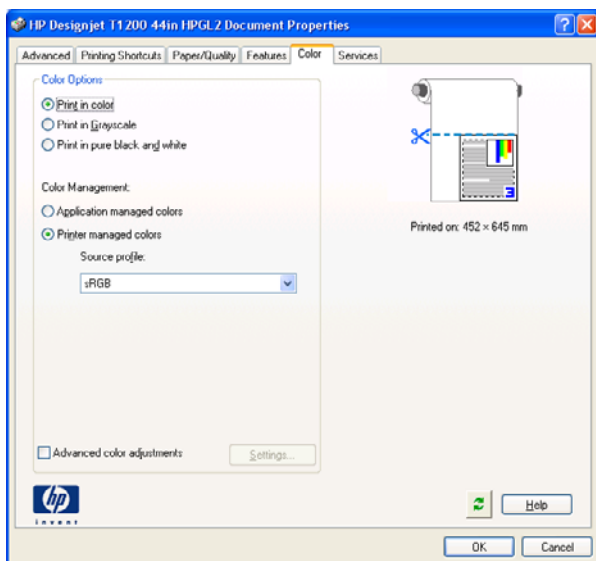 HP Designjet T1200 44in HPGL2 Document Properties
Advanced Printing Shortcuts Paper/Quality Features Color Services
Color Options
Print in color
Print in Grayscale
Print in pure black and white
Color Management:
Application managed colors
Printer managed colors
Source profile:
sRGB
Advanced color adjustments
Settings...
3
Printed on: 452 × 645 mm
hp
invent
Help
OK
Cancel